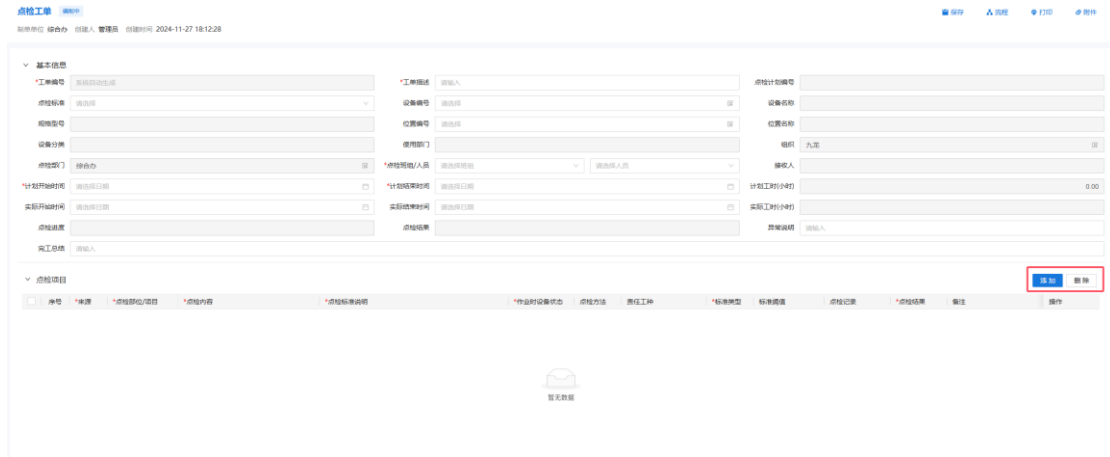 点检工单 编制中 保存 流程 打印 附件
制单单位 综合办 创建人 管理员 创建时间 2024-11-27 18:12:28
基本信息
*工单编号 系统自动生成 *工单描述 请输入 点检计划编号
点检标准 请选择 设备编号 请选择 设备名称
规格型号 位置编号 请选择 位置名称
设备分类 使用部门 组织 九龙
点检部门 综合办 *点检班组/人员 请选择班组 请选择人员 接收人
*计划开始时间 请选择日期 *计划结束时间 请选择日期 计划工时(小时) 0.00
实际开始时间 请选择日期 实际结束时间 请选择日期 实际工时(小时)
点检进度 点检结果 异常说明 请输入
完工总结 请输入
点检项目 添加 删除
序号 *来源 *点检部位/项目 *点检内容 *点检标准说明 *作业时设备状态 点检方法 责任工种 *标准类型 标准阈值 点检记录 *点检结果 备注 操作
暂无数据